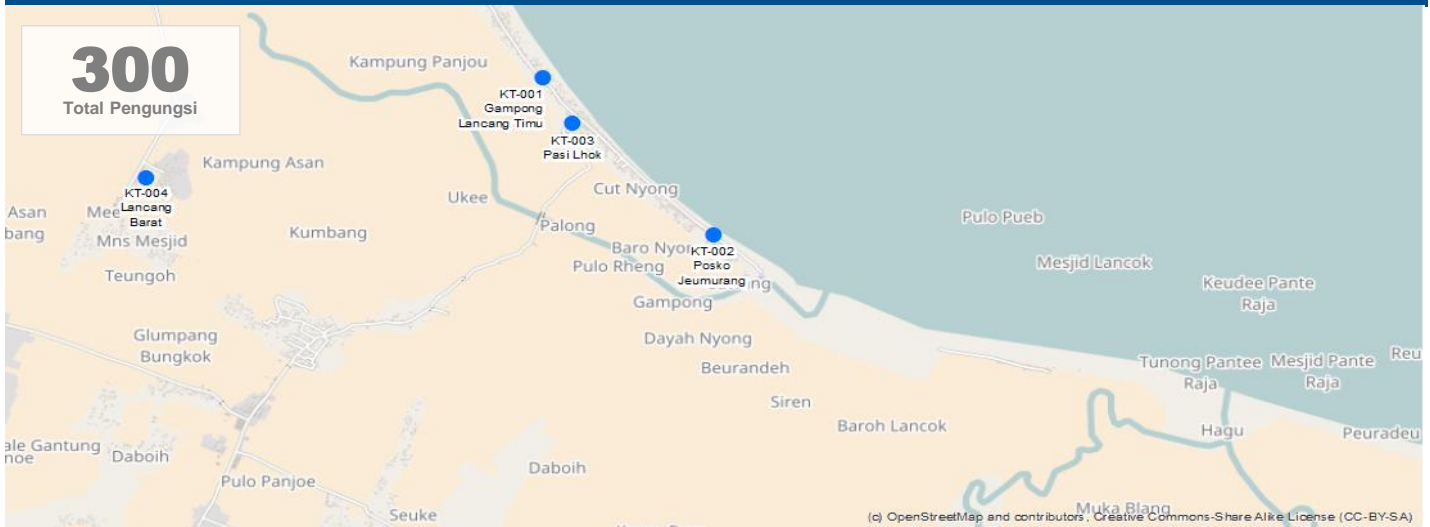 300
Total Pengungsi
Kampung Panjou
KT-001
Gampong
Lancang Timu
KT-003
Pasi Lhok
Kampung Asan
KT-004
Lancang
Barat
Asan
bang
Mee
Mns Mesjid
Teungoh
Kumbang
Ukee
Cut Nyong
Palong
Baro Nyo
Pulo Rheng
KT-002
Posko
Jeumurang
ng
Gampong
Pulo Pueb
Mesjid Lancok
Keudee Pante
Raja
Glumpang
Bungkok
Dayah Nyong
Beurandeh
Siren
Baroh Lancok
Tunong Pantee
Raja
Mesjid Pante
Raja
Reu
Hagu
Peuradeu
ale Gantung
noe
Daboih
Pulo Panjoe
Daboih
Seuke
Muka Blang
(c) OpenStreetMap and contributors, Creative Commons-Share Alike License (CC-BY-SA)